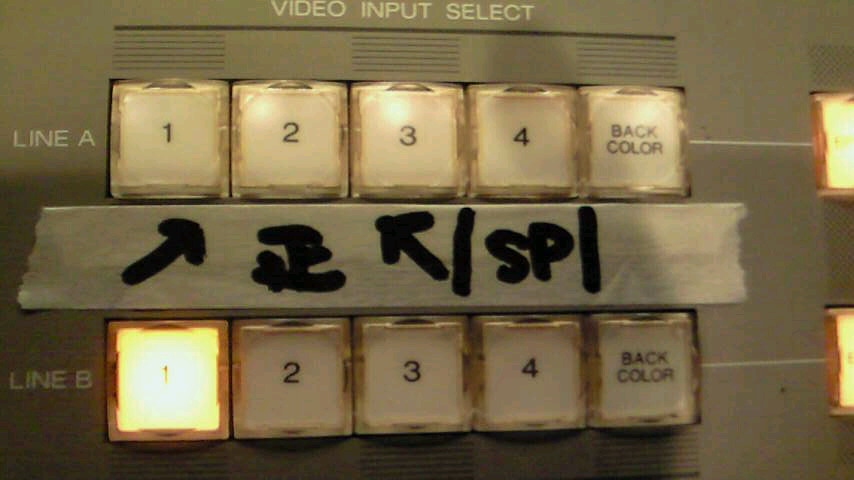 VIDEO INPUT SELECT
LINE A 1 2 3 4 BACK COLOR
↗ 正 ↖ | SP |
LINE B 1 2 3 4 BACK COLOR